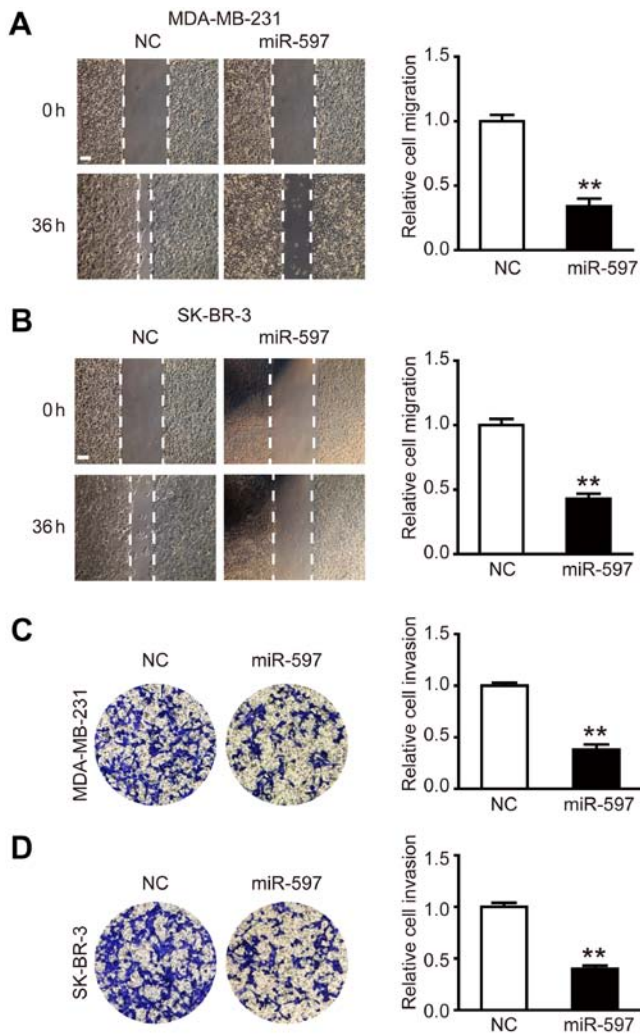 A
MDA-MB-231
NC miR-597
0 h
36 h
Relative cell migration
1.5
1.0
0.5
0.0
**
NC miR-597
B
SK-BR-3
NC miR-597
0 h
36 h
Relative cell migration
1.5
1.0
0.5
0.0
**
NC miR-597
C
NC miR-597
MDA-MB-231
Relative cell invasion
1.5
1.0
0.5
0.0
**
NC miR-597
D
NC miR-597
SK-BR-3
Relative cell invasion
1.5
1.0
0.5
0.0
**
NC miR-597